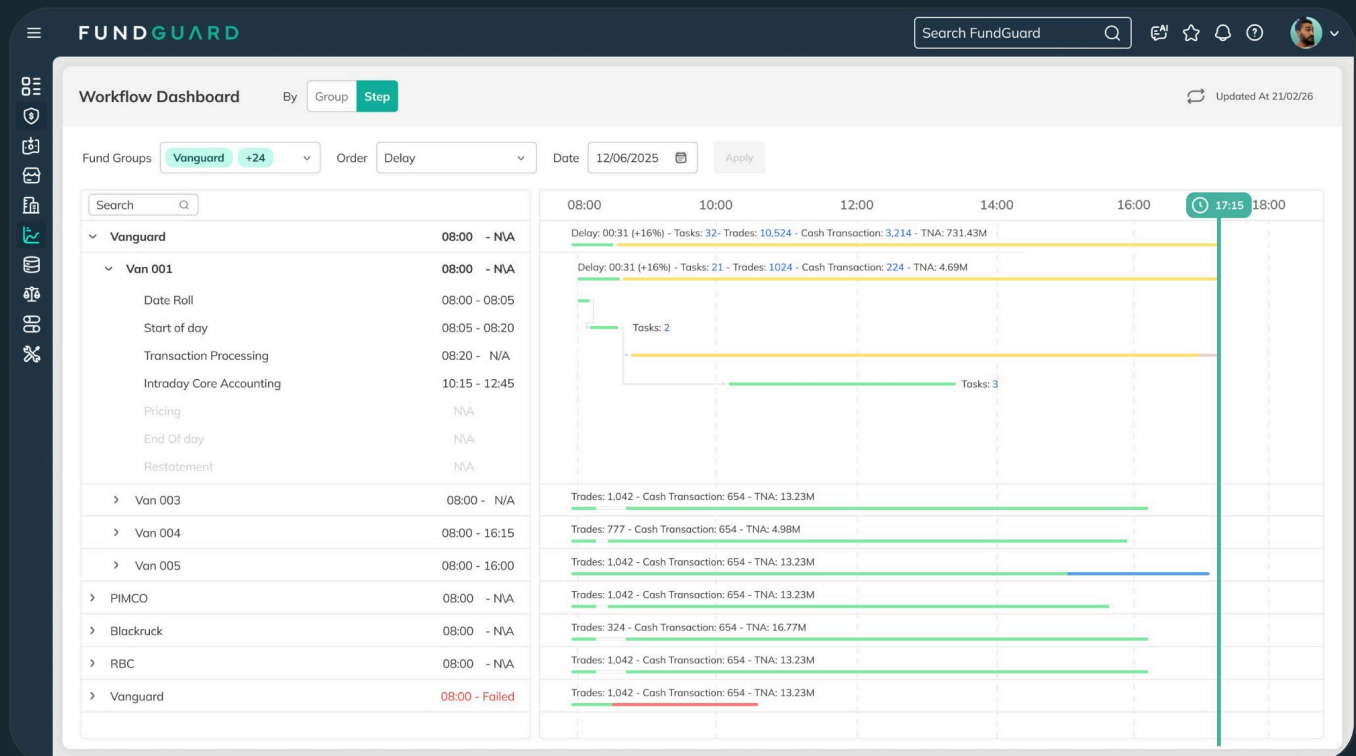 FUNDGUARD
Search FundGuard
Workflow Dashboard By Group Step
Updated At 21/02/26
Fund Groups Vanguard +24 Order Delay Date 12/06/2025 Apply
Search 08:00 10:00 12:00 14:00 16:00 17:15 18:00
Vanguard 08:00 - N\A Delay: 00:31 (+16%) - Tasks: 32- Trades: 10,524 - Cash Transaction: 3,214 - TNA: 731.43M
Van 001 08:00 - N\A Delay: 00:31 (+16%) - Tasks: 21 - Trades: 1024 - Cash Transaction: 224 - TNA: 4.69M
Date Roll 08:00 - 08:05
Start of day 08:05 - 08:20 Tasks: 2
Transaction Processing 08:20 - N/A
Intraday Core Accounting 10:15 - 12:45 Tasks: 3
Pricing N\A
End Of day N\A
Restatement N\A
Van 003 08:00 - N/A Trades: 1,042 - Cash Transaction: 654 - TNA: 13.23M
Van 004 08:00 - 16:15 Trades: 777 - Cash Transaction: 654 - TNA: 4.98M
Van 005 08:00 - 16:00 Trades: 1,042 - Cash Transaction: 654 - TNA: 13.23M
PIMCO 08:00 - N\A Trades: 1,042 - Cash Transaction: 654 - TNA: 13.23M
Blackruck 08:00 - N\A Trades: 324 - Cash Transaction: 654 - TNA: 16.77M
RBC 08:00 - N\A Trades: 1,042 - Cash Transaction: 654 - TNA: 13.23M
Vanguard 08:00 - Failed Trades: 1,042 - Cash Transaction: 654 - TNA: 13.23M